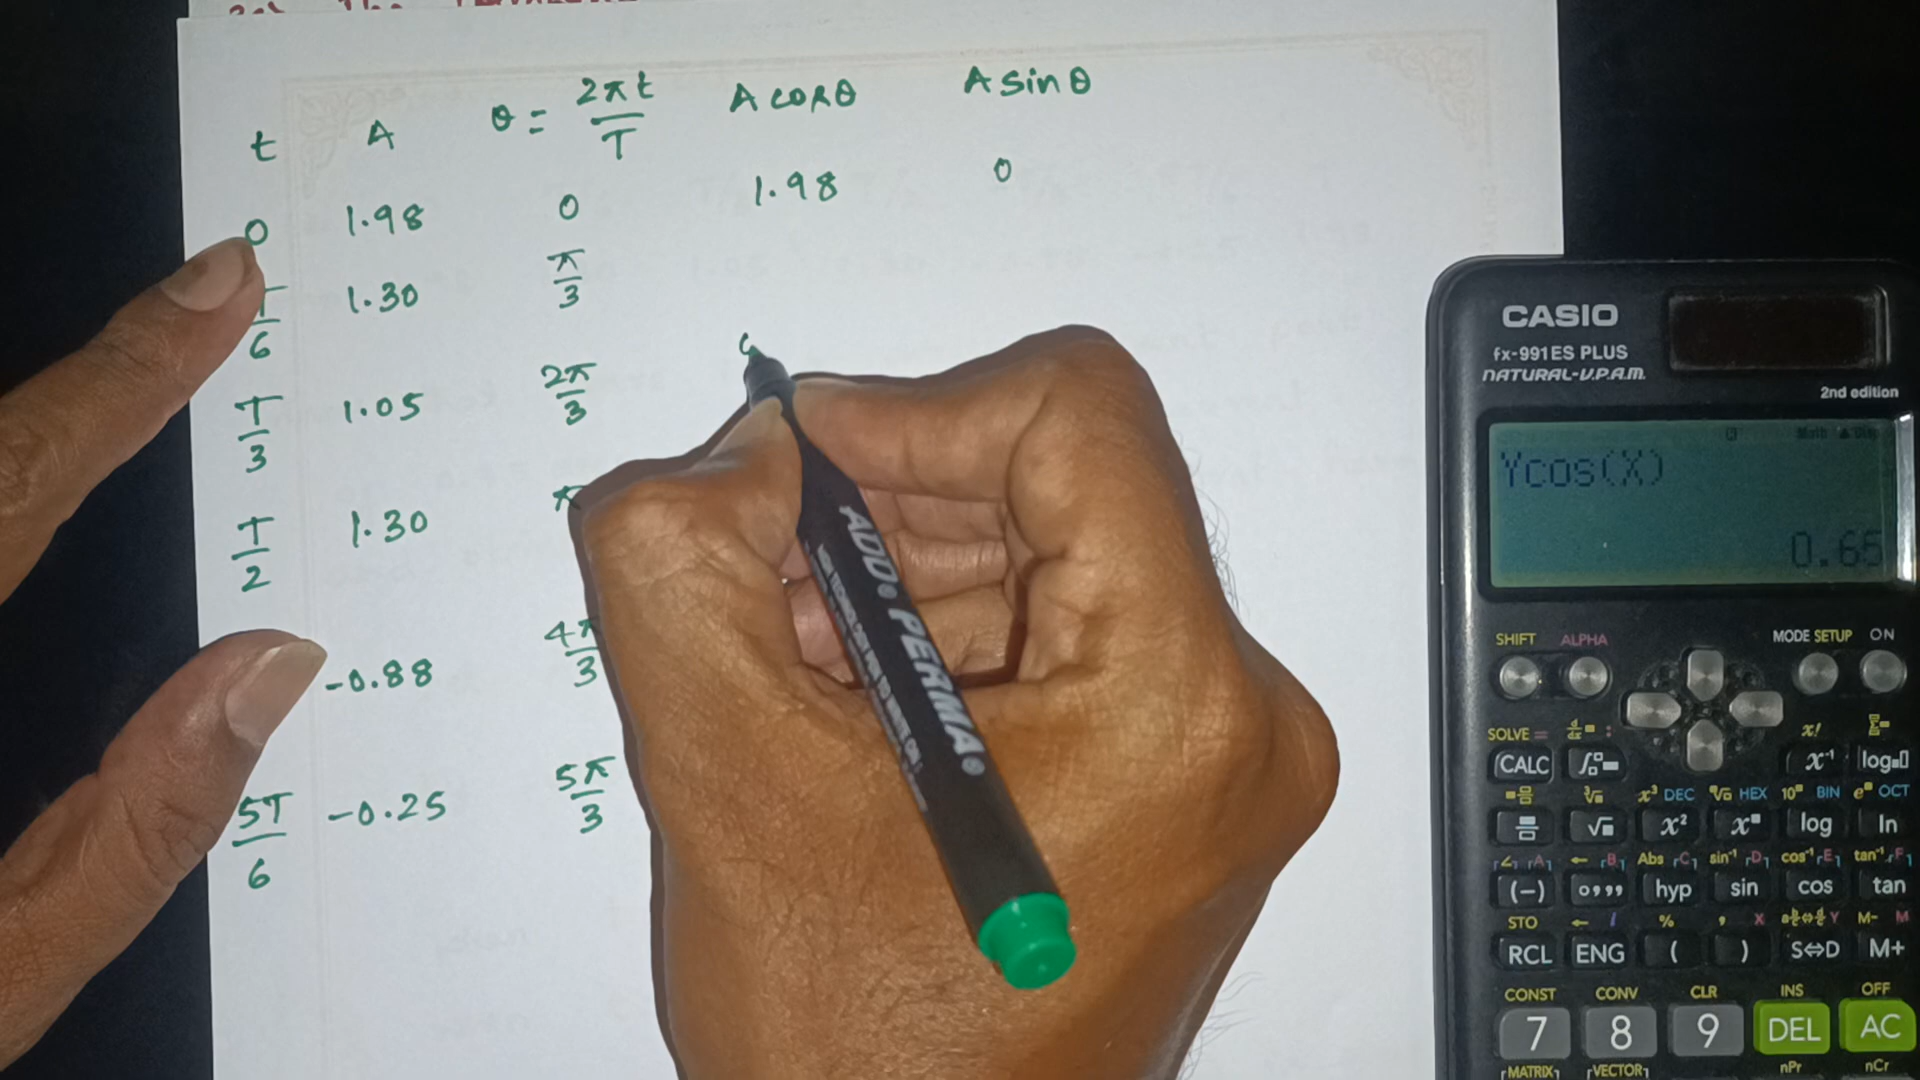 t A θ = 2πt/T A cosθ A sin θ
0 1.98 0 1.98 0
T/6 1.30 π/3
T/3 1.05 2π/3
T/2 1.30 π
-0.88 4π/3
5T/6 -0.25 5π/3
ADD® PERMA®
CASIO
fx-991ES PLUS
NATURAL-V.P.A.M.
2nd edition
Math ▲ Disp
Ycos(X)
0.65
SHIFT ALPHA MODE SETUP ON
SOLVE = d/dx : x! Σ
CALC ∫ x⁻¹ log
x³ DEC HEX 10 BIN e OCT
√ x² x log ln
∠ A ← B Abs C sin⁻¹ D cos⁻¹ E tan⁻¹ F
(−) hyp sin cos tan
STO ← i % , X Y M− M
RCL ENG ( ) S⇔D M+
CONST CONV CLR INS OFF
7 8 9 DEL AC
MATRIX VECTOR nPr nCr